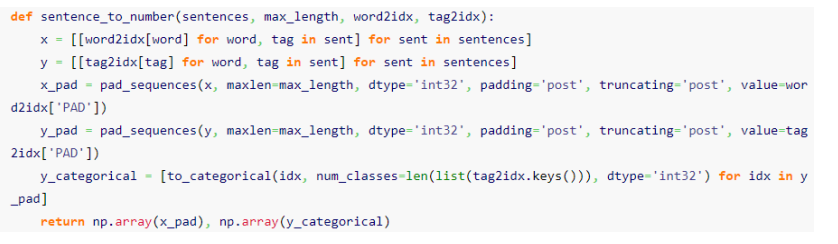 def sentence_to_number(sentences, max_length, word2idx, tag2idx):
    x = [[word2idx[word] for word, tag in sent] for sent in sentences]
    y = [[tag2idx[tag] for word, tag in sent] for sent in sentences]
    x_pad = pad_sequences(x, maxlen=max_length, dtype='int32', padding='post', truncating='post', value=wor
d2idx['PAD'])
    y_pad = pad_sequences(y, maxlen=max_length, dtype='int32', padding='post', truncating='post', value=tag
2idx['PAD'])
    y_categorical = [to_categorical(idx, num_classes=len(list(tag2idx.keys())), dtype='int32') for idx in y
_pad]
    return np.array(x_pad), np.array(y_categorical)